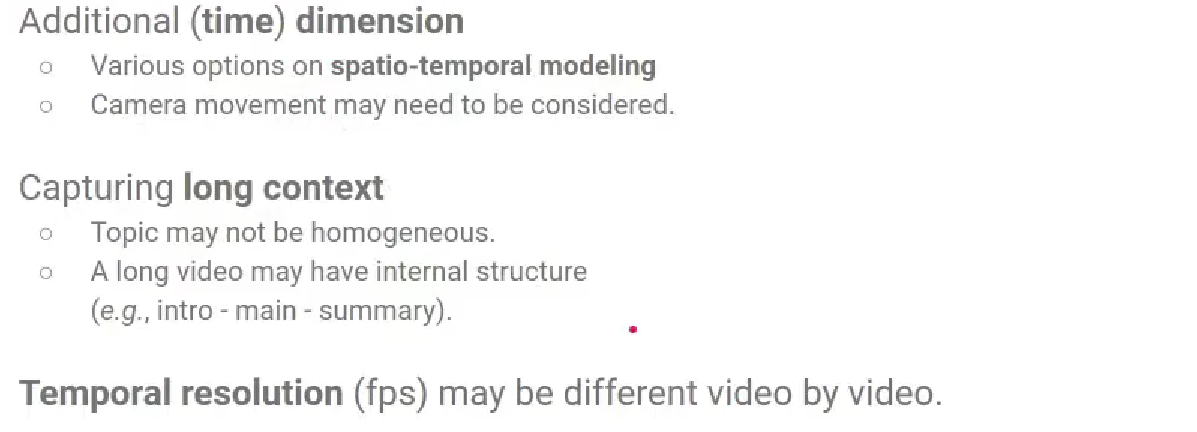 Additional (time) dimension
○ Various options on spatio-temporal modeling
○ Camera movement may need to be considered.
Capturing long context
○ Topic may not be homogeneous.
○ A long video may have internal structure
(e.g., intro - main - summary).
Temporal resolution (fps) may be different video by video.